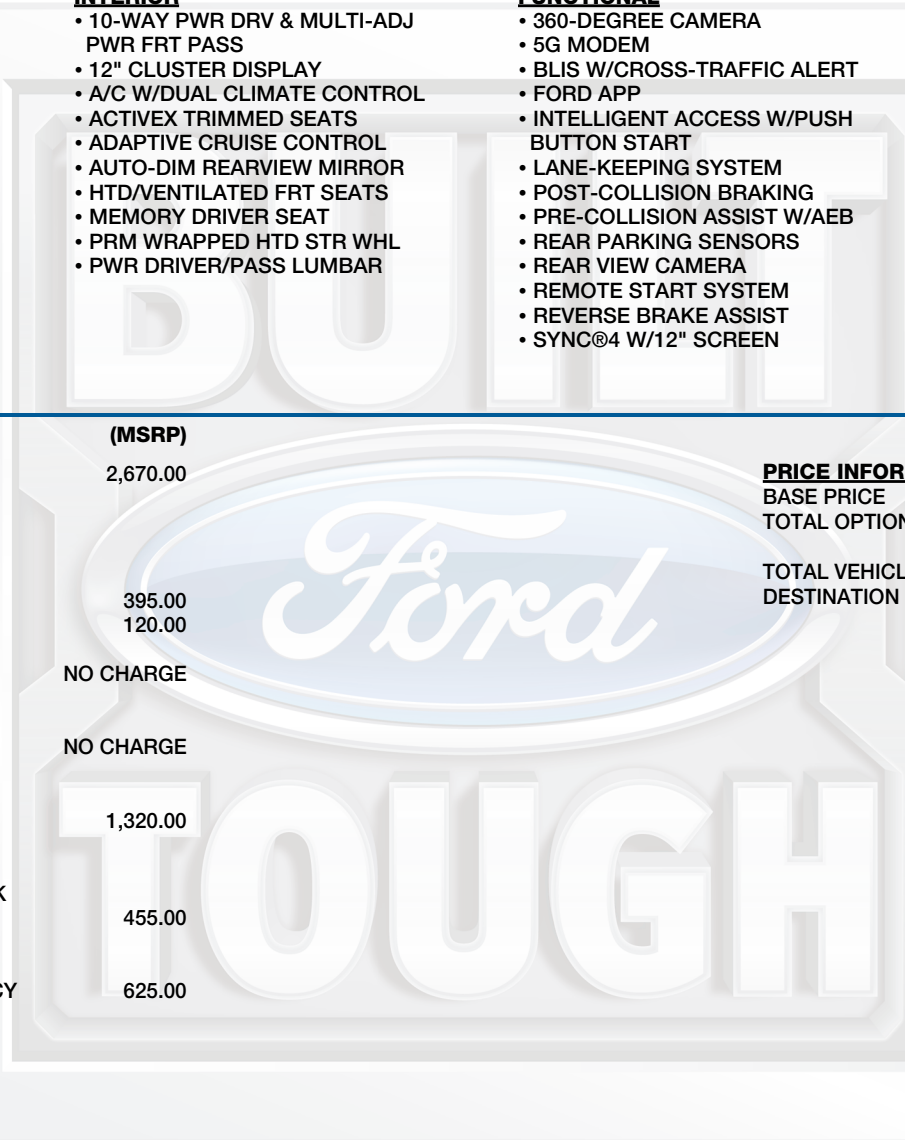 INTERIOR
• 10-WAY PWR DRV & MULTI-ADJ
PWR FRT PASS
• 12" CLUSTER DISPLAY
• A/C W/DUAL CLIMATE CONTROL
• ACTIVEX TRIMMED SEATS
• ADAPTIVE CRUISE CONTROL
• AUTO-DIM REARVIEW MIRROR
• HTD/VENTILATED FRT SEATS
• MEMORY DRIVER SEAT
• PRM WRAPPED HTD STR WHL
• PWR DRIVER/PASS LUMBAR
FUNCTIONAL
• 360-DEGREE CAMERA
• 5G MODEM
• BLIS W/CROSS-TRAFFIC ALERT
• FORD APP
• INTELLIGENT ACCESS W/PUSH
BUTTON START
• LANE-KEEPING SYSTEM
• POST-COLLISION BRAKING
• PRE-COLLISION ASSIST W/AEB
• REAR PARKING SENSORS
• REAR VIEW CAMERA
• REMOTE START SYSTEM
• REVERSE BRAKE ASSIST
• SYNC®4 W/12" SCREEN
BUILT
(MSRP)
2,670.00
395.00
120.00
NO CHARGE
NO CHARGE
1,320.00
K
455.00
CY
625.00
Ford
TOUGH
PRICE INFOR
BASE PRICE
TOTAL OPTION
TOTAL VEHICL
DESTINATION